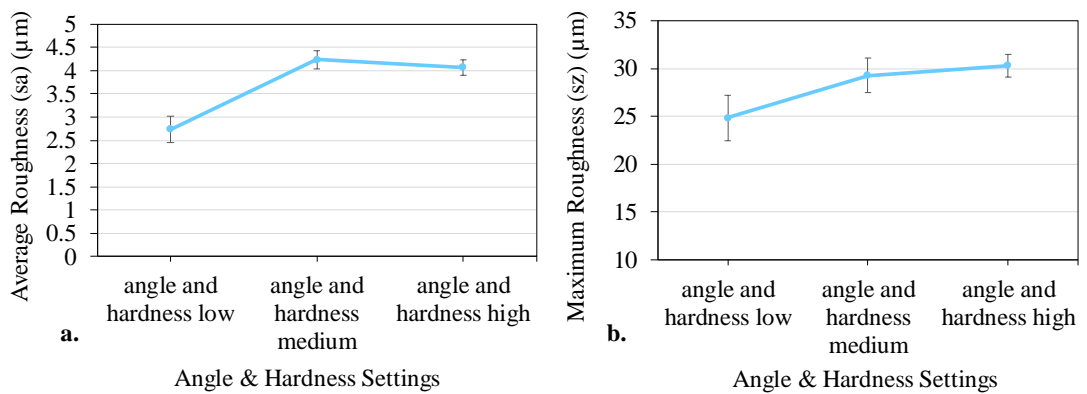 Average Roughness (sa) (µm)
5
4.5
4
3.5
3
2.5
2
1.5
1
0.5
0
angle and
hardness low
angle and
hardness
medium
angle and
hardness high
a.
Angle & Hardness Settings
Maximum Roughness (sz) (µm)
35
30
25
20
15
10
angle and
hardness low
angle and
hardness
medium
angle and
hardness high
b.
Angle & Hardness Settings